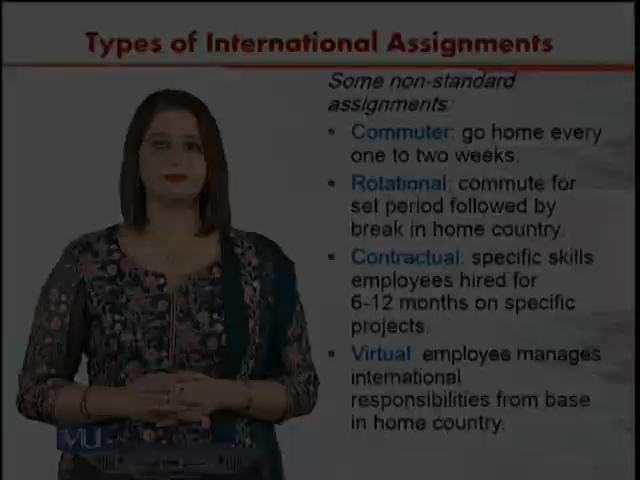 Types of International Assignments
Some non-standard
assignments:
• Commuter: go home every
one to two weeks.
• Rotational: commute for
set period followed by
break in home country.
• Contractual: specific skills
employees hired for
6-12 months on specific
projects.
• Virtual: employee manages
international
responsibilities from base
in home country.
VU